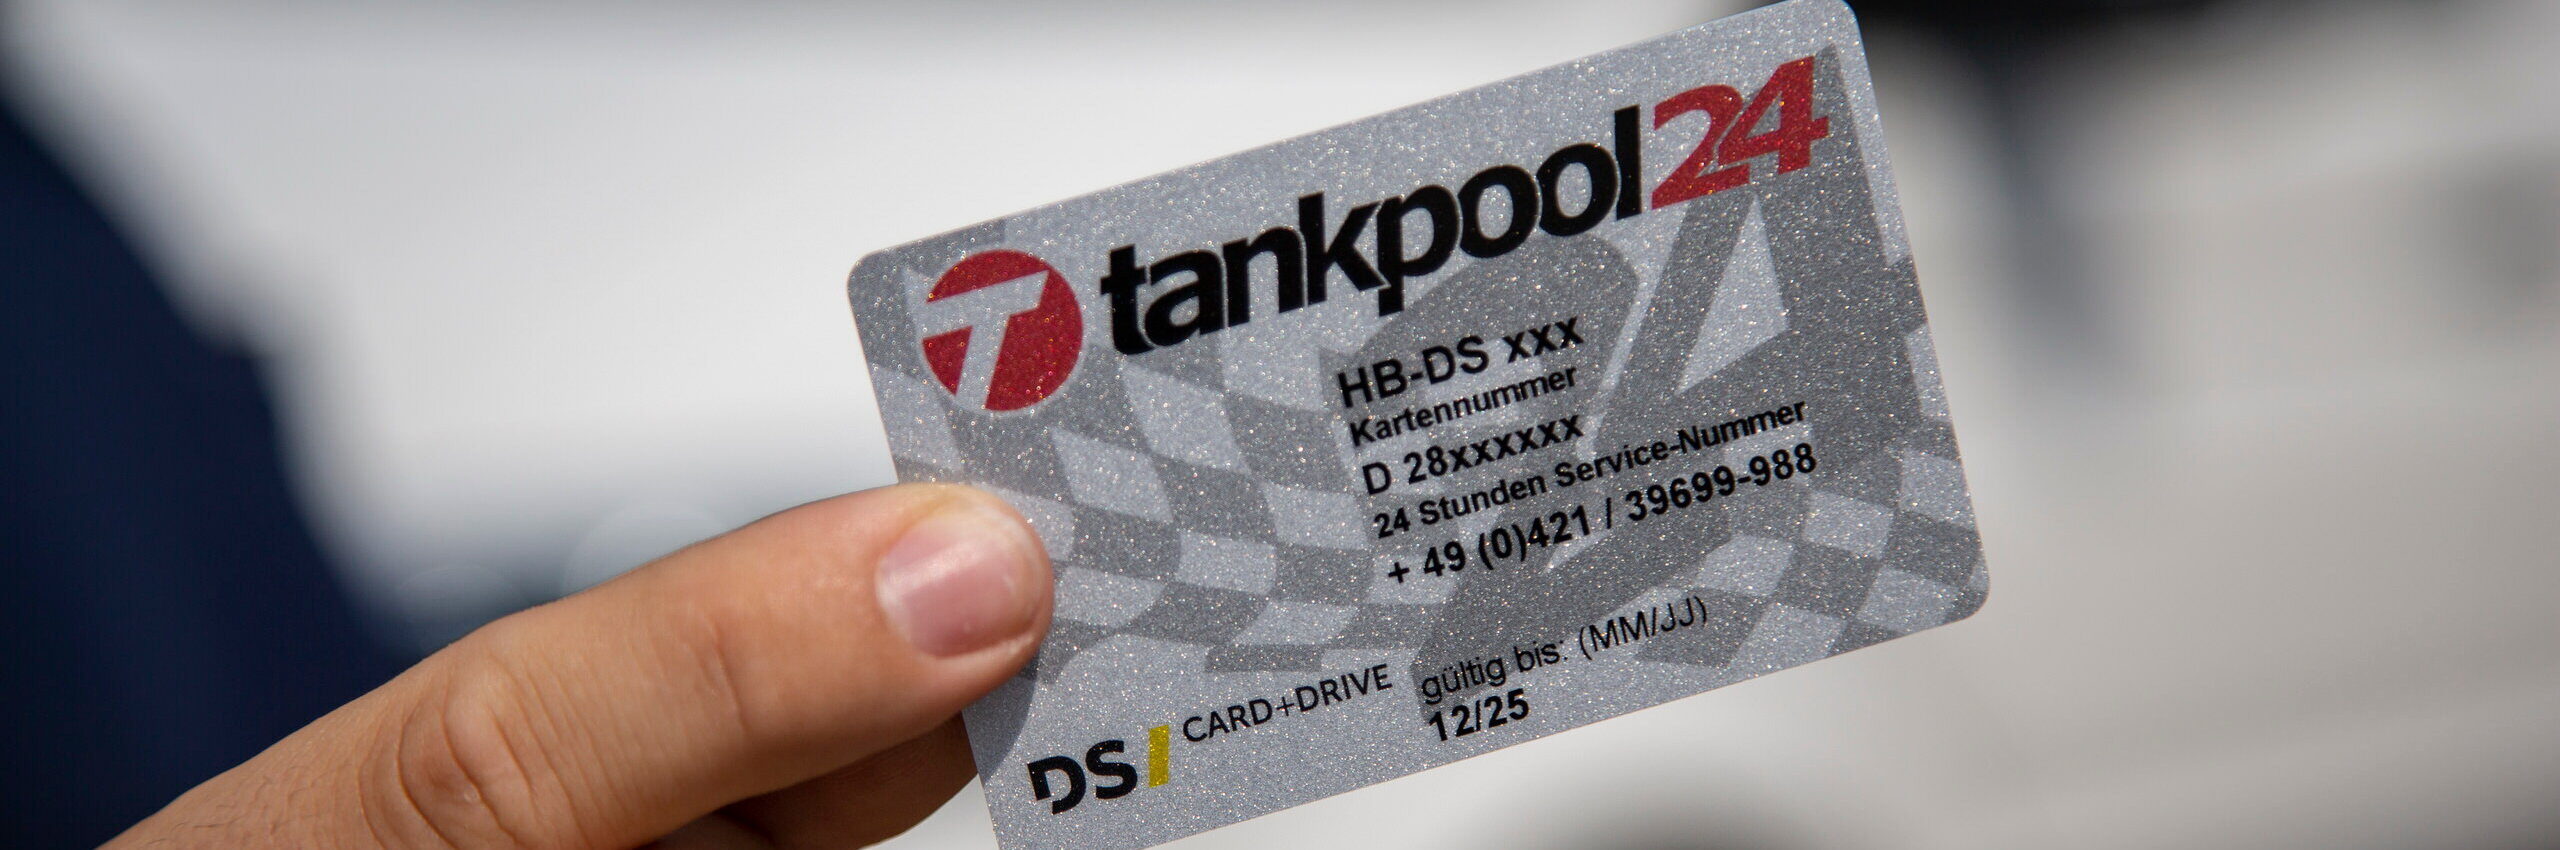 T tankpool24
HB-DS xxx
Kartennummer
D 28xxxxxx
24 Stunden Service-Nummer
+ 49 (0)421 / 39699-988
gültig bis: (MM/JJ)
12/25
DS CARD+DRIVE